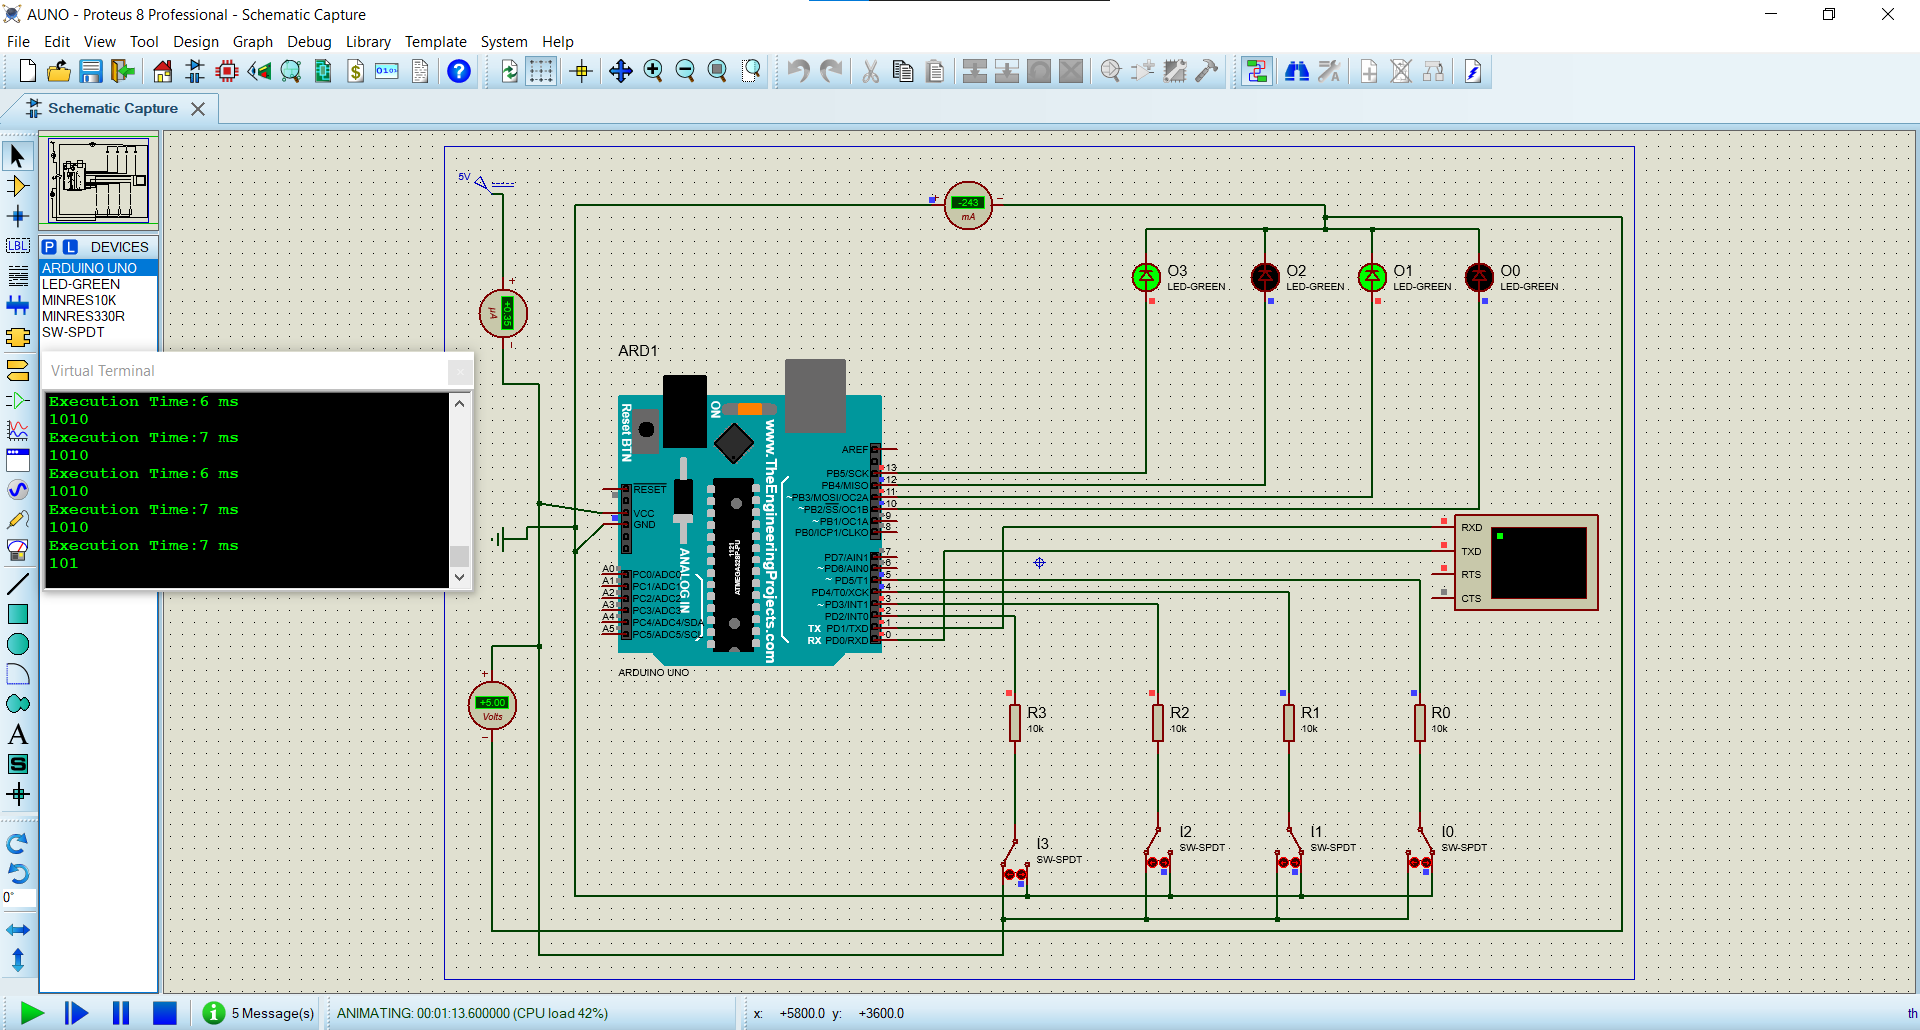 AUNO - Proteus 8 Professional - Schematic Capture
File Edit View Tool Design Graph Debug Library Template System Help
Schematic Capture
P L DEVICES
ARDUINO UNO
LED-GREEN
MINRES10K
MINRES330R
SW-SPDT
Virtual Terminal
Execution Time:6 ms
1010
Execution Time:7 ms
1010
Execution Time:6 ms
1010
Execution Time:7 ms
1010
Execution Time:7 ms
101
LBL
A
S
0°
5V
-243
mA
+0.35
µA
+5.00
Volts
O3
LED-GREEN
O2
LED-GREEN
O1
LED-GREEN
O0
LED-GREEN
ARD1
Reset BTN
ON
www.TheEngineeringProjects.com
ANALOG IN
ATMEGA328P-PU
1121
RESET
VCC
GND
A0 PC0/ADC0
A1 PC1/ADC1
A2 PC2/ADC2
A3 PC3/ADC3
A4 PC4/ADC4/SDA
A5 PC5/ADC5/SCL
AREF
PB5/SCK 13
PB4/MISO 12
~PB3/MOSI/OC2A 11
~PB2/SS/OC1B 10
~PB1/OC1A 9
PB0/ICP1/CLKO 8
PD7/AIN1 7
~PD6/AIN0 6
~PD5/T1 5
PD4/T0/XCK 4
~PD3/INT1 3
PD2/INT0 2
TX PD1/TXD 1
RX PD0/RXD 0
ARDUINO UNO
RXD
TXD
RTS
CTS
R3
10k
R2
10k
R1
10k
R0
10k
I3
SW-SPDT
I2
SW-SPDT
I1
SW-SPDT
I0
SW-SPDT
5 Message(s) ANIMATING: 00:01:13.600000 (CPU load 42%) x: +5800.0 y: +3600.0 th